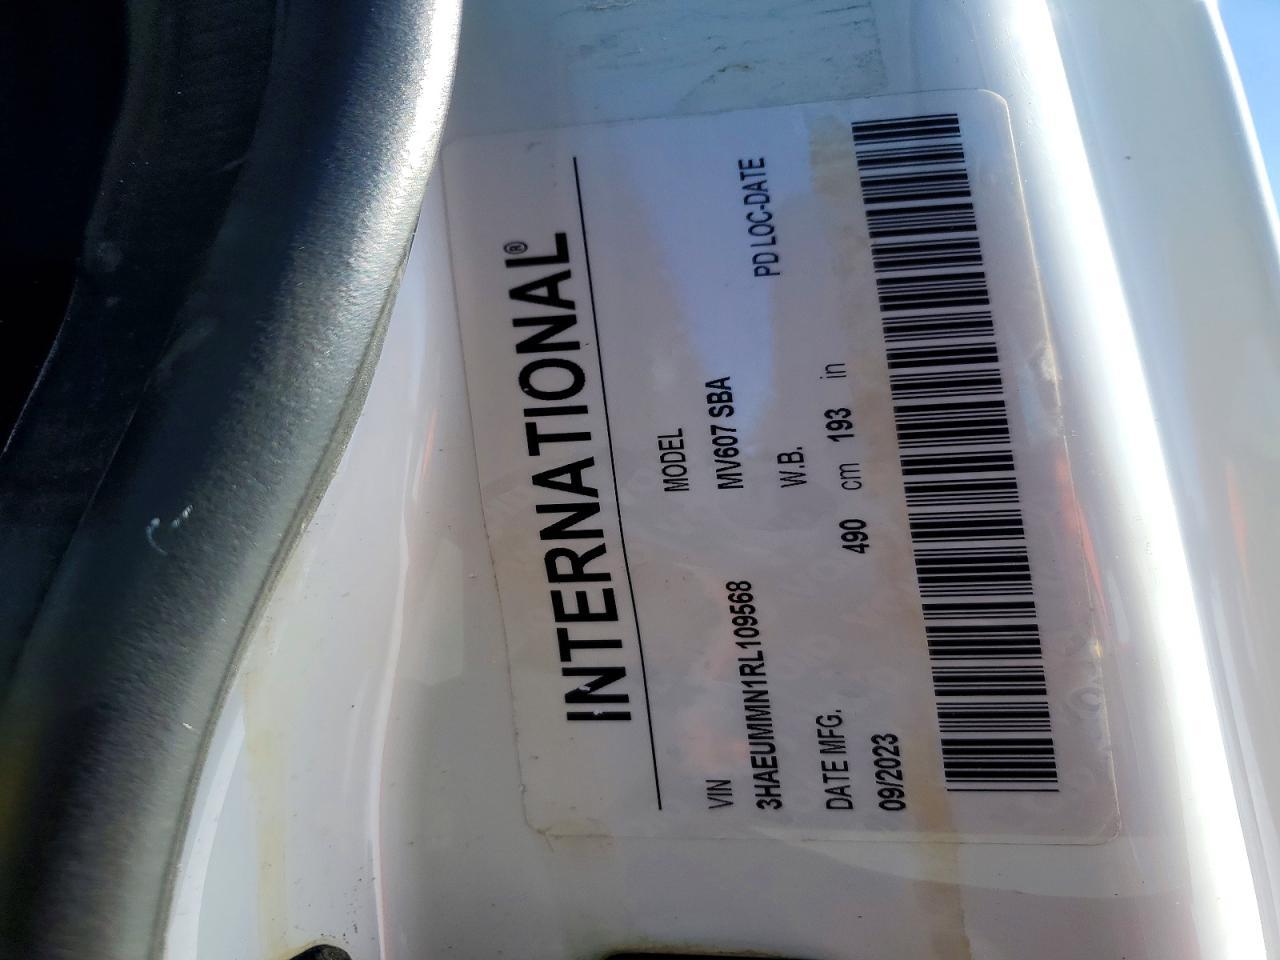 INTERNATIONAL®
VIN MODEL
3HAEUMMN1RL109568 MV607 SBA PD LOC-DATE
DATE MFG. W.B.
09/2023 490 cm 193 in